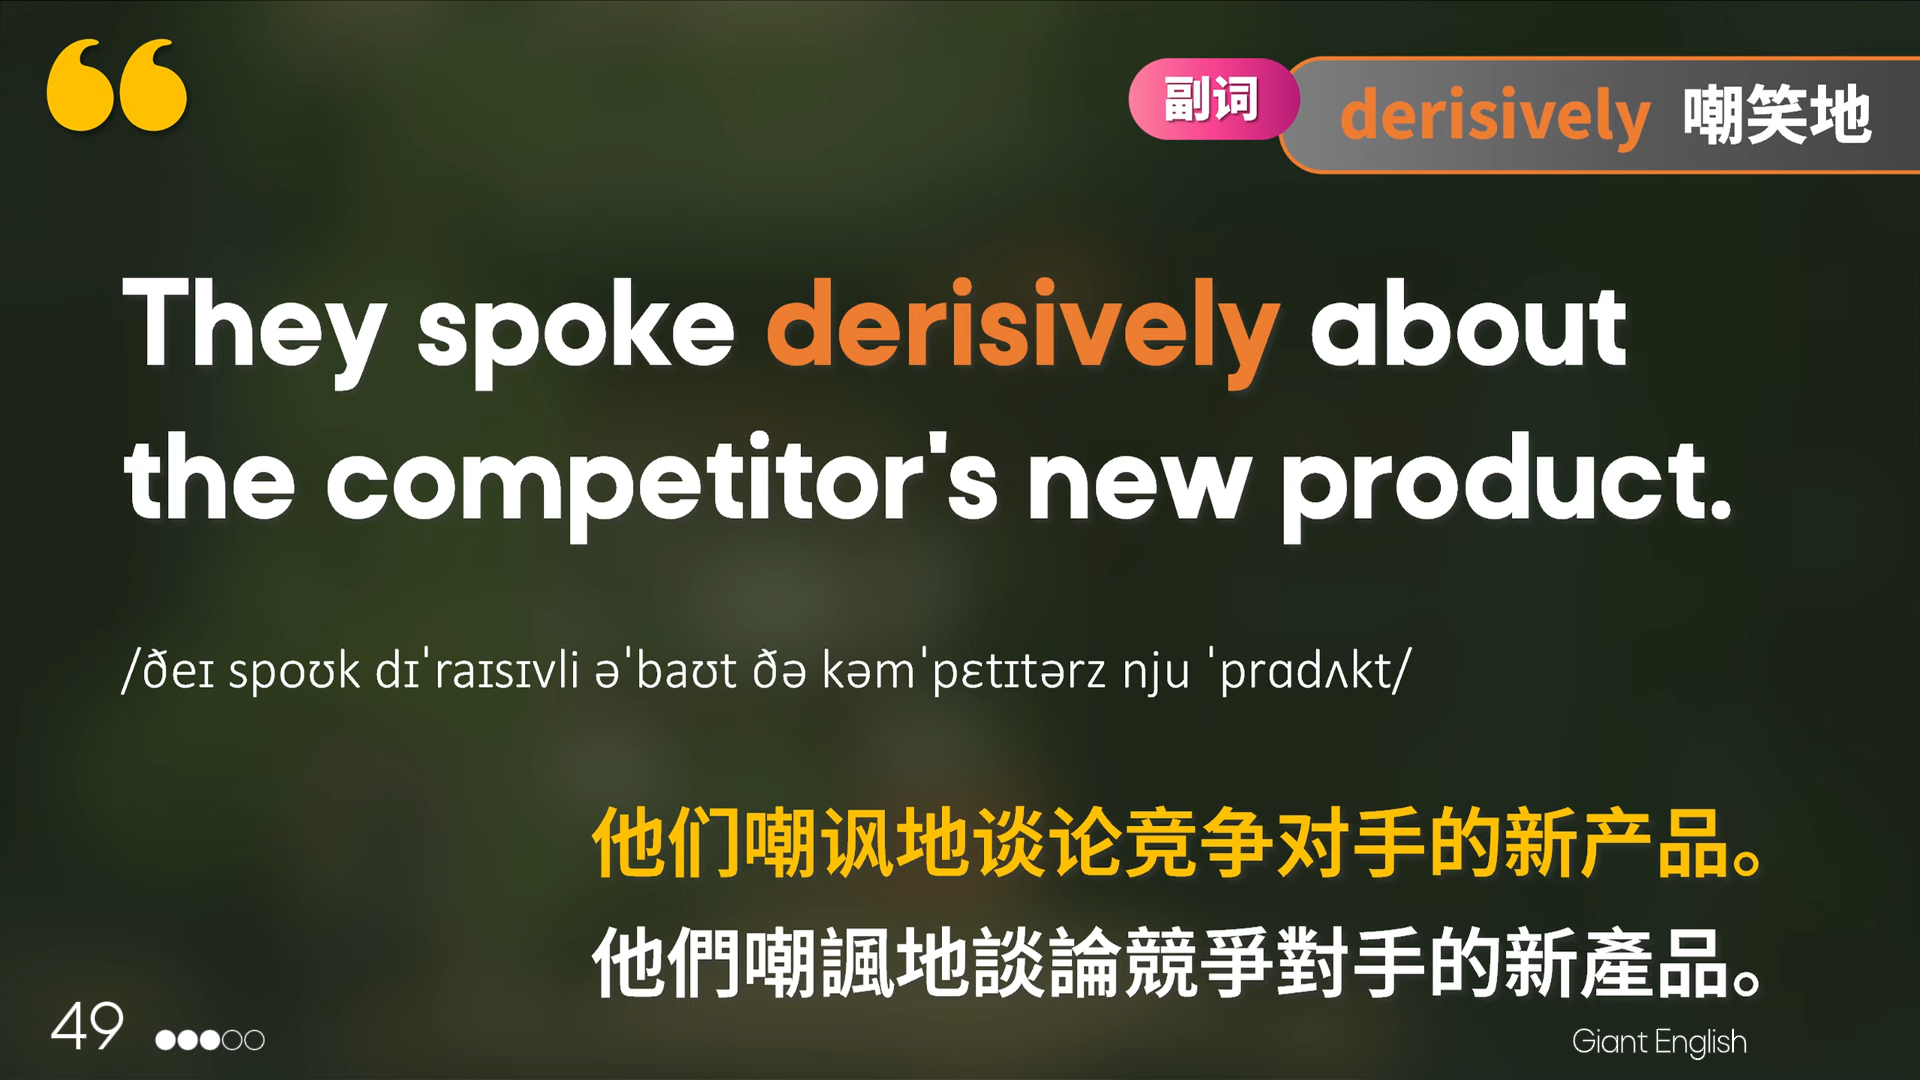 副词 derisively 嘲笑地
They spoke derisively about
the competitor's new product.
/ðeɪ spoʊk dɪˈraɪsɪvli əˈbaʊt ðə kəmˈpɛtɪtərz nju ˈprɑdʌkt/
他们嘲讽地谈论竞争对手的新产品。
他們嘲諷地談論競爭對手的新產品。
49
Giant English